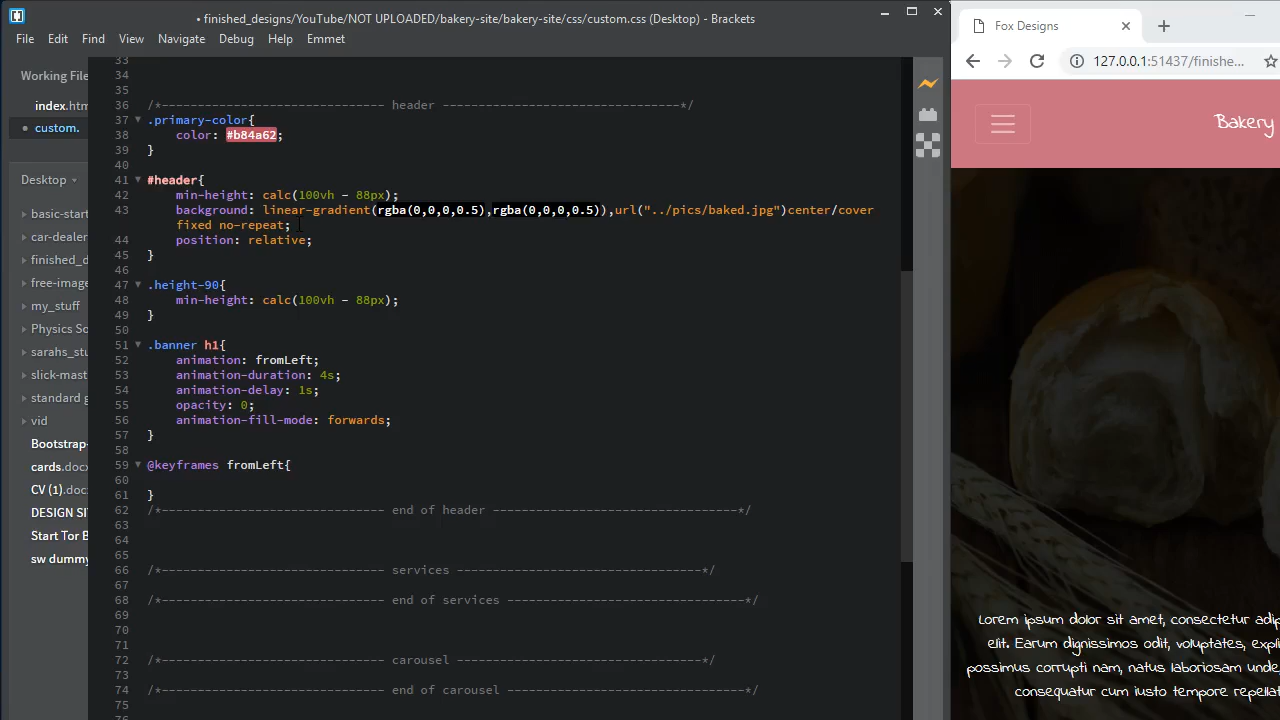 • finished_designs/YouTube/NOT UPLOADED/bakery-site/bakery-site/css/custom.css (Desktop) - Brackets
File Edit Find View Navigate Debug Help Emmet
Working File
index.htm
• custom.
Desktop
basic-start
car-dealer
finished_d
free-image
my_stuff
Physics So
sarahs_stu
slick-mast
standard g
vid
Bootstrap-
cards.docx
CV (1).doc
DESIGN SIT
Start Tor B
sw dummy
33
34
35
36 /*------------------------------- header ---------------------------------*/
37 .primary-color{
38 color: #b84a62;
39 }
40
41 #header{
42 min-height: calc(100vh - 88px);
43 background: linear-gradient(rgba(0,0,0,0.5),rgba(0,0,0,0.5)),url("../pics/baked.jpg")center/cover
fixed no-repeat;
44 position: relative;
45 }
46
47 .height-90{
48 min-height: calc(100vh - 88px);
49 }
50
51 .banner h1{
52 animation: fromLeft;
53 animation-duration: 4s;
54 animation-delay: 1s;
55 opacity: 0;
56 animation-fill-mode: forwards;
57 }
58
59 @keyframes fromLeft{
60
61 }
62 /*------------------------------- end of header -----------------------------------*/
63
64
65
66 /*------------------------------- services ----------------------------------*/
67
68 /*------------------------------- end of services -----------------------------------*/
69
70
71
72 /*------------------------------- carousel ----------------------------------*/
73
74 /*------------------------------- end of carousel -----------------------------------*/
75
Fox Designs
127.0.0.1:51437/finishe...
Bakery
Lorem ipsum dolor sit amet, consectetur adip
elit. Earum dignissimos odit, voluptates, expli
possimus corrupti nam, natus laboriosam unde
consequatur cum iusto tempore repellat